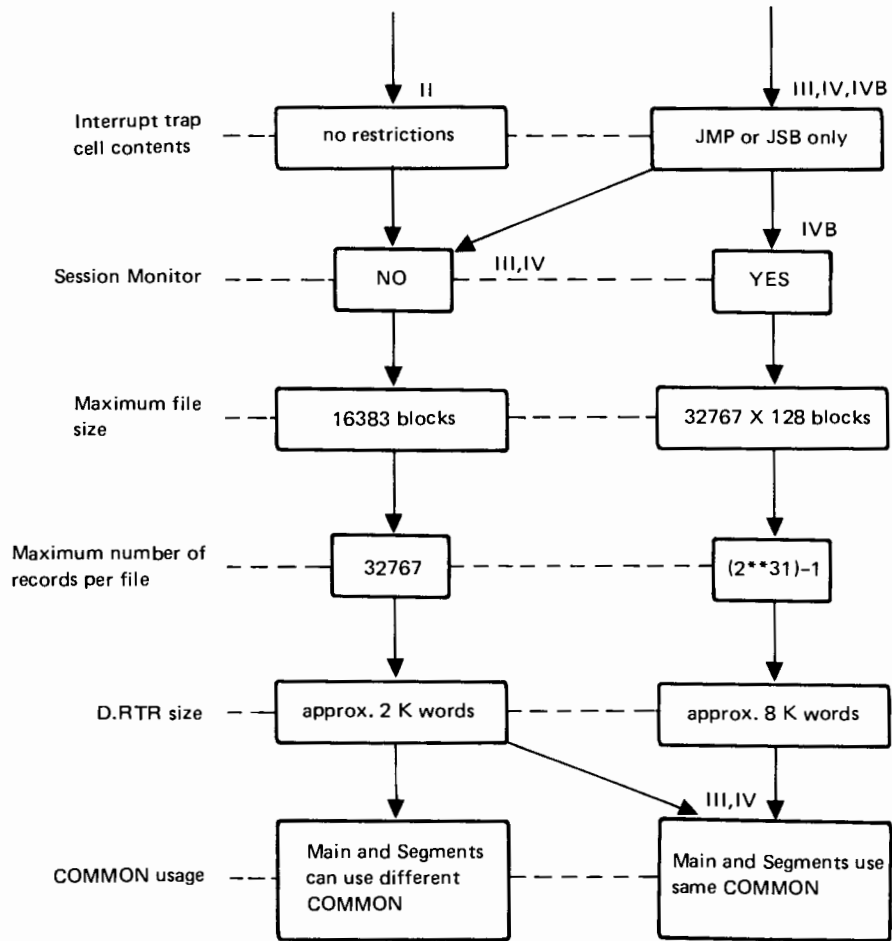 II
III,IV,IVB
Interrupt trap
cell contents
no restrictions
JMP or JSB only
IVB
III,IV
Session Monitor
NO
YES
Maximum file
size
16383 blocks
32767 X 128 blocks
Maximum number of
records per file
32767
(2**31)–1
D.RTR size
approx. 2 K words
approx. 8 K words
III,IV
COMMON usage
Main and Segments
can use different
COMMON
Main and Segments use
same COMMON